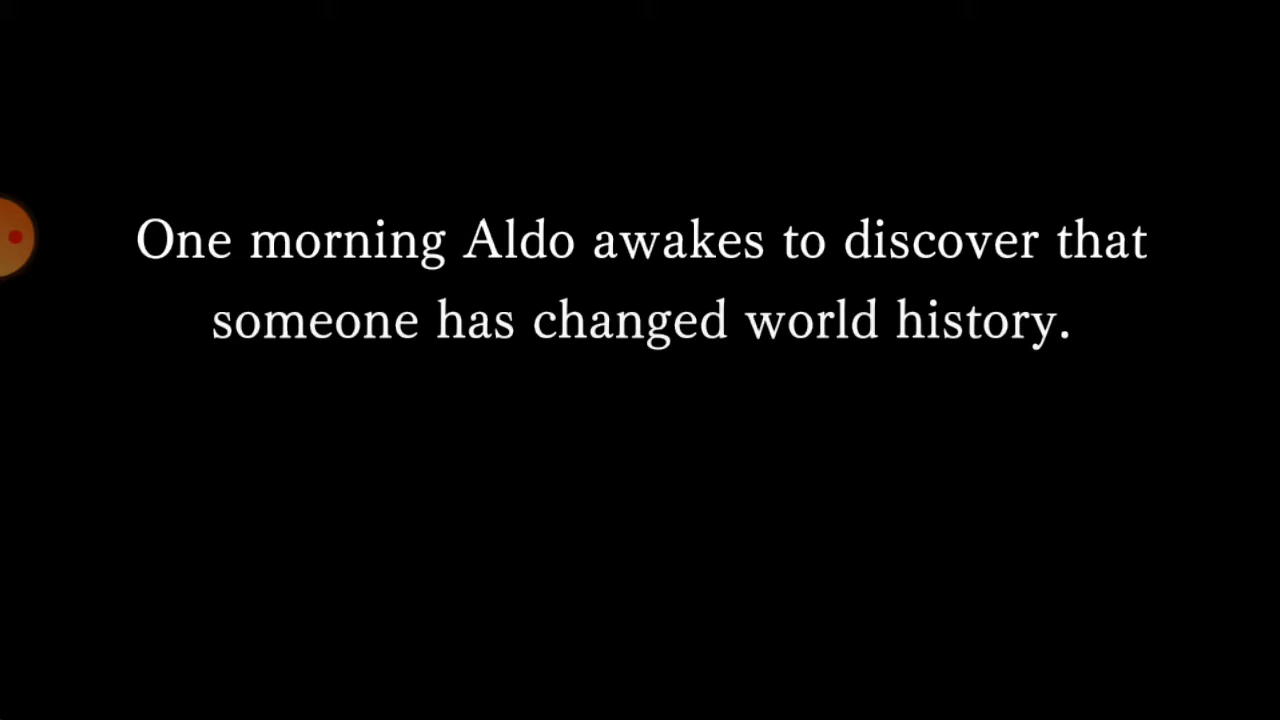 One morning Aldo awakes to discover that
someone has changed world history.